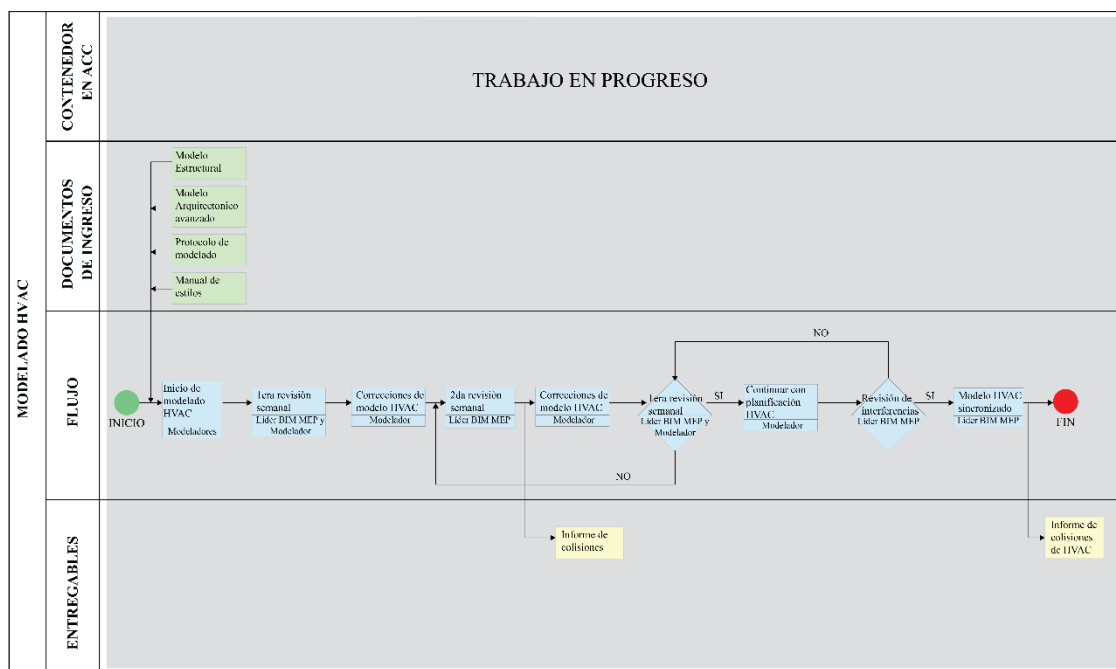 MODELADO HVAC
CONTENEDOR
EN ACC
TRABAJO EN PROGRESO
DOCUMENTOS
DE INGRESO
Modelo
Estructural
Modelo
Arquitectonico
avanzado
Protocolo de
modelado
Manual de
estilos
FLUJO
INICIO
Inicio de
modelado
HVAC
Modeladores
1era revisión
semanal
Lider BIM MEP y
Modelador
Correcciones de
modelo HVAC
Modelador
2da revisión
semanal
Lider BIM MEP
Correcciones de
modelo HVAC
Modelador
1era revisión
semanal
Lider BIM MEP y
Modelador
SI
NO
Continuar con
planificación
HVAC
Modelador
NO
Revisión de
interferencias
Lider BIM MEP
SI
Modelo HVAC
sincronizado
Lider BIM MEP
FIN
ENTREGABLES
Informe de
colisiones
Informe de
colisiones
de HVAC